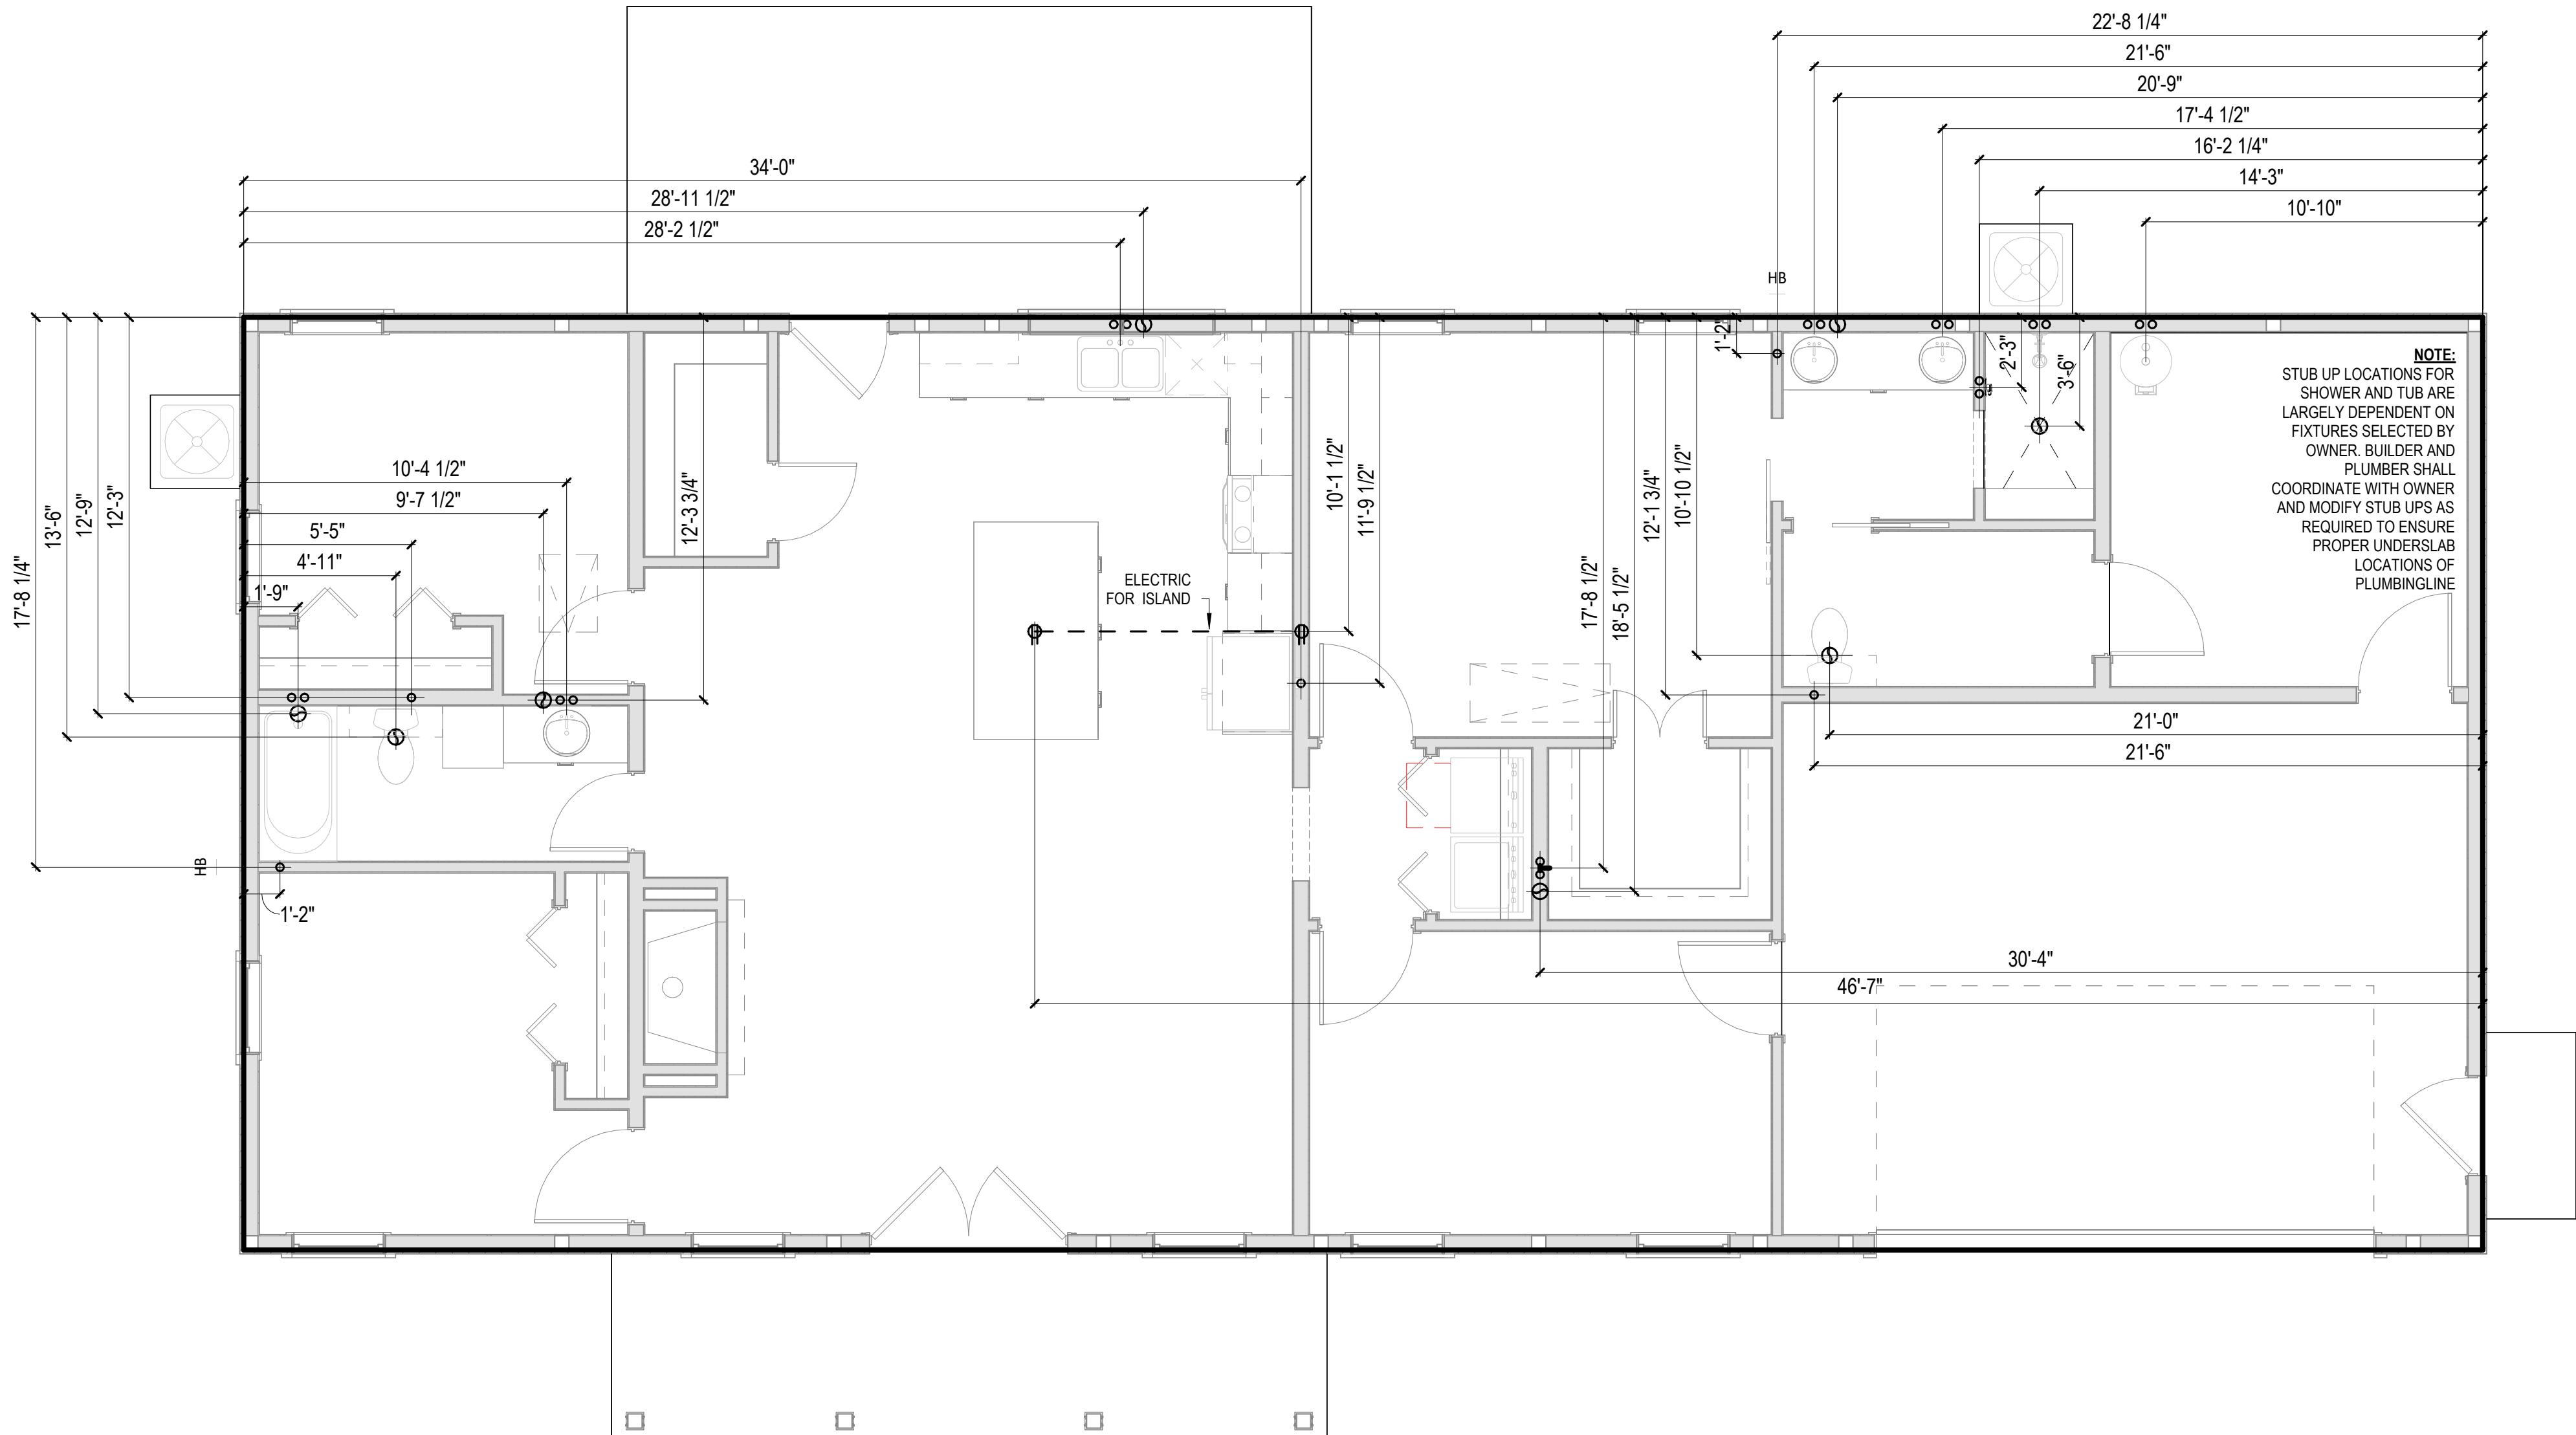 22'-8 1/4"
21'-6"
20'-9"
17'-4 1/2"
16'-2 1/4"
14'-3"
10'-10"
34'-0"
28'-11 1/2"
28'-2 1/2"
HB
1'-2"
2'-3"
3'-6"
NOTE:
STUB UP LOCATIONS FOR
SHOWER AND TUB ARE
LARGELY DEPENDENT ON
FIXTURES SELECTED BY
OWNER. BUILDER AND
PLUMBER SHALL
COORDINATE WITH OWNER
AND MODIFY STUB UPS AS
REQUIRED TO ENSURE
PROPER UNDERSLAB
LOCATIONS OF
PLUMBINGLINE
17'-8 1/4"
13'-6"
12'-9"
12'-3"
10'-4 1/2"
9'-7 1/2"
5'-5"
4'-11"
1'-9"
12'-3 3/4"
ELECTRIC
FOR ISLAND
10'-1 1/2"
11'-9 1/2"
17'-8 1/2"
18'-5 1/2"
12'-1 3/4"
10'-10 1/2"
21'-0"
21'-6"
HB
1'-2"
30'-4"
46'-7"